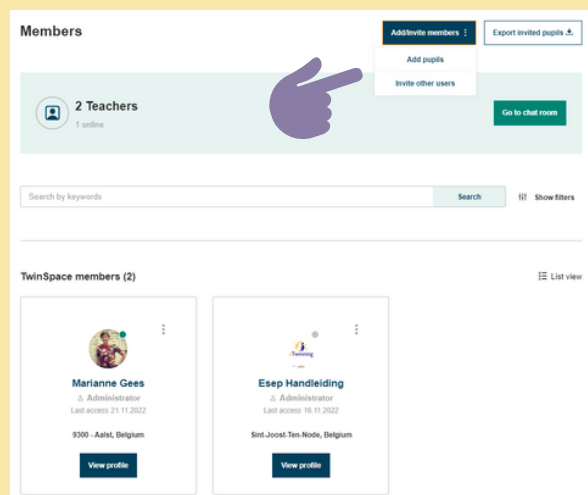 Members
Add/Invite members
Export invited pupils
Add pupils
Invite other users
2 Teachers
1 online
Go to chat room
Search by keywords
Search
Show filters
TwinSpace members (2)
List view
Marianne Gees
Administrator
Last access 21.11.2022
9300 - Aalst, Belgium
View profile
eTwinning
Esep Handleiding
Administrator
Last access 16.11.2022
Sint-Joost-Ten-Node, Belgium
View profile